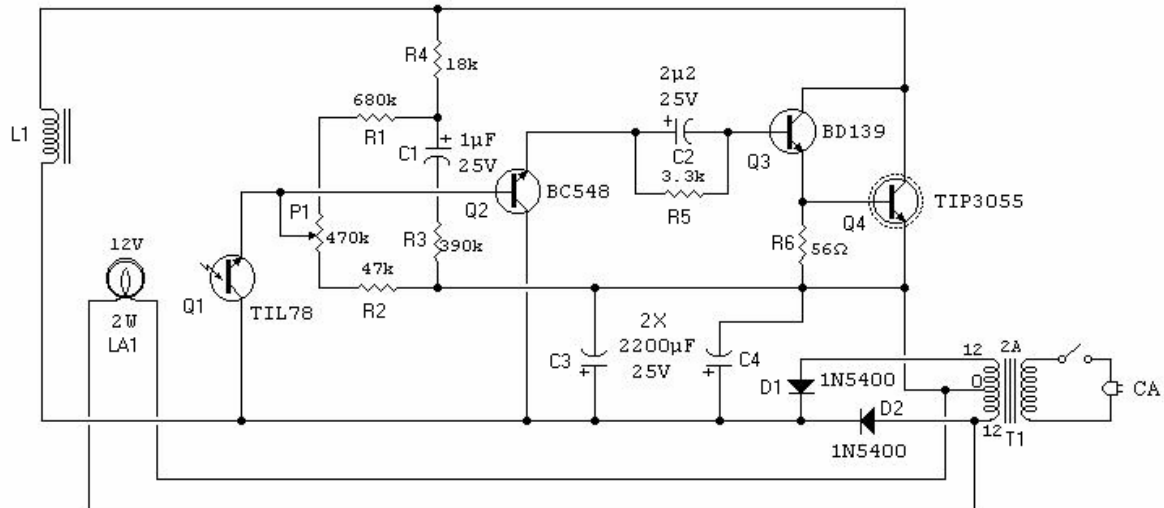 R4
18k
680k
R1
2µ2
25V
+
C2
Q3
BD139
L1
+
1µF
C1
25V
3.3k
R5
BC548
Q2
Q4
TIP3055
P1
470k
R3
390k
R6
56Ω
12V
2W
LA1
Q1
TIL78
47k
R2
2X
2200µF
25V
C3
+
C4
+
12
2A
0
D1
1N5400
CA
D2
1N5400
12
T1